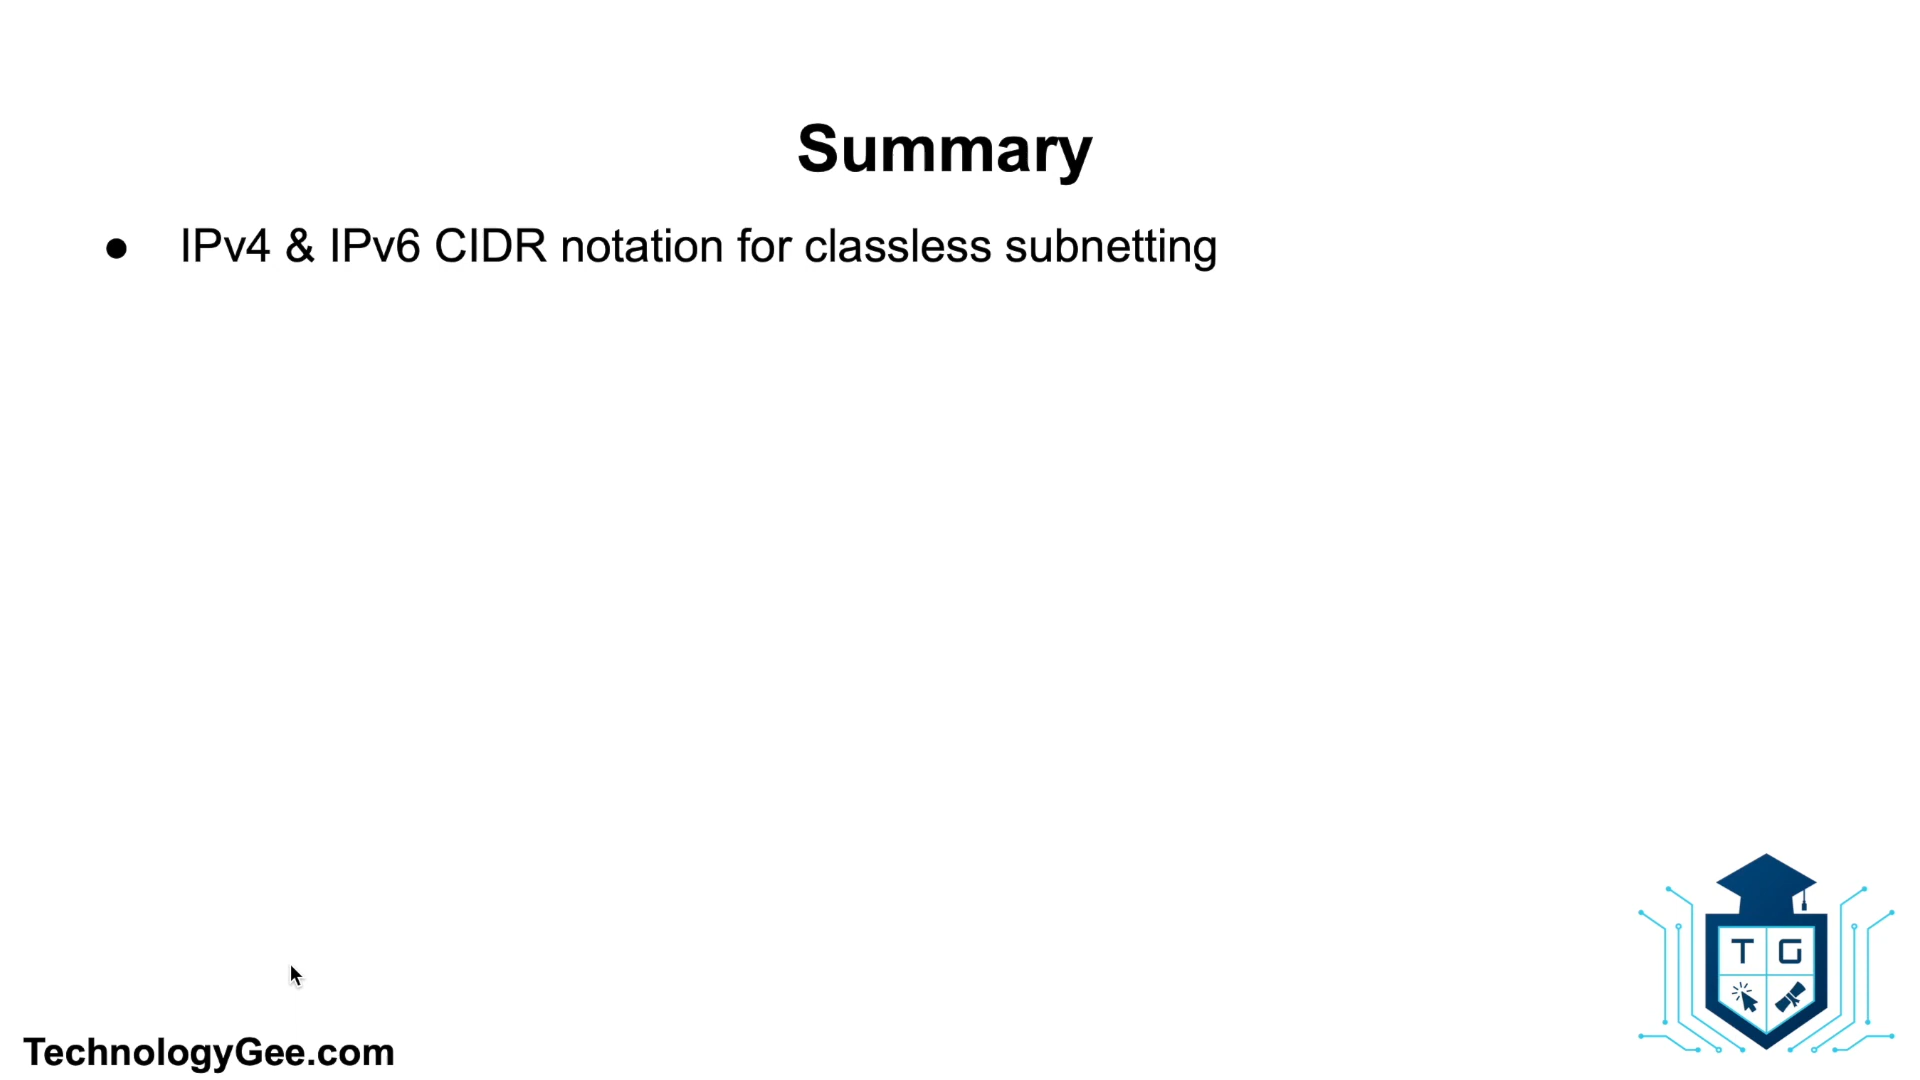 Summary
● IPv4 & IPv6 CIDR notation for classless subnetting
T G
TechnologyGee.com